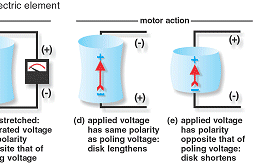 ectric element
motor action
(+)
(-)
(-)
(+)
(-)
(+)
stretched:
rated voltage
polarity
site that of
g voltage
(d) applied voltage
has same polarity
as poling voltage:
disk lengthens
(e) applied voltage
has polarity
opposite that of
poling voltage:
disk shortens